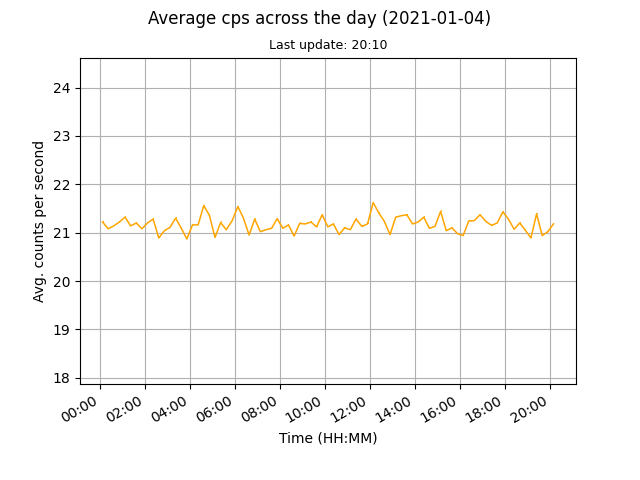 Average cps across the day (2021-01-04)
Last update: 20:10
24
23
22
21
20
19
18
Avg. counts per second
00:00 02:00 04:00 06:00 08:00 10:00 12:00 14:00 16:00 18:00 20:00
Time (HH:MM)